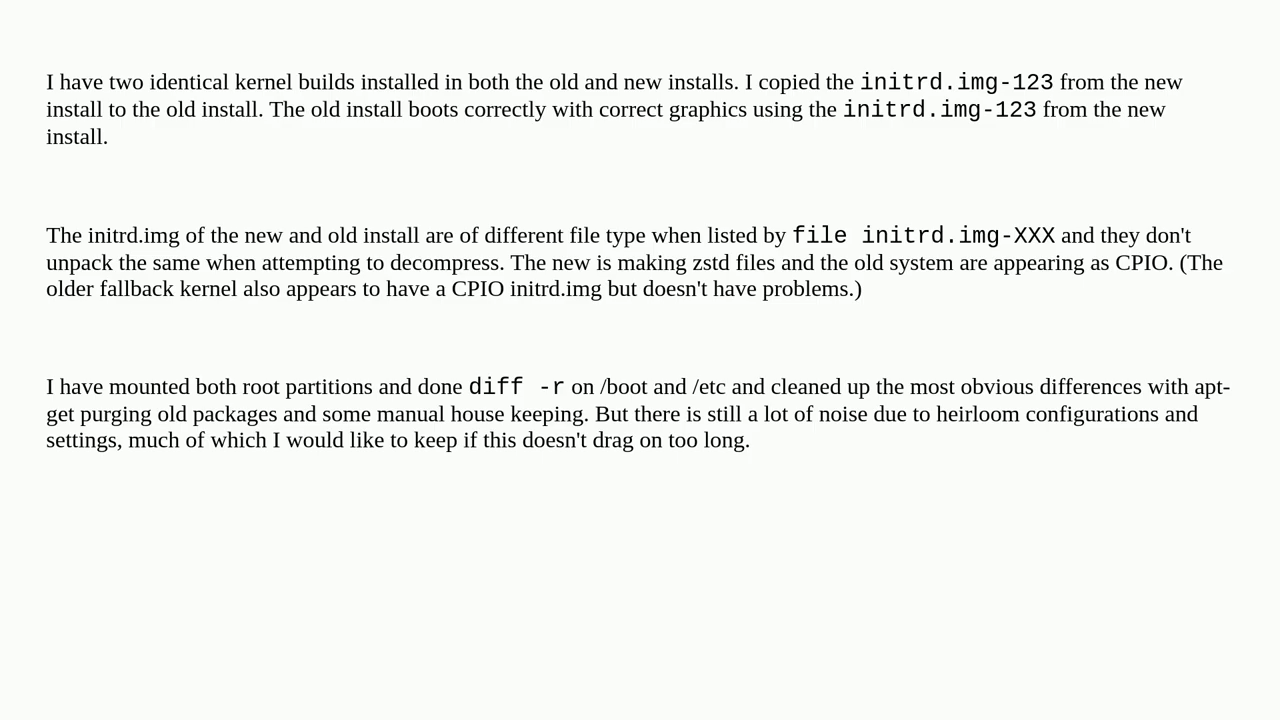 I have two identical kernel builds installed in both the old and new installs. I copied the initrd.img-123 from the new
install to the old install. The old install boots correctly with correct graphics using the initrd.img-123 from the new
install.
The initrd.img of the new and old install are of different file type when listed by file initrd.img-XXX and they don't
unpack the same when attempting to decompress. The new is making zstd files and the old system are appearing as CPIO. (The
older fallback kernel also appears to have a CPIO initrd.img but doesn't have problems.)
I have mounted both root partitions and done diff -r on /boot and /etc and cleaned up the most obvious differences with apt-
get purging old packages and some manual house keeping. But there is still a lot of noise due to heirloom configurations and
settings, much of which I would like to keep if this doesn't drag on too long.